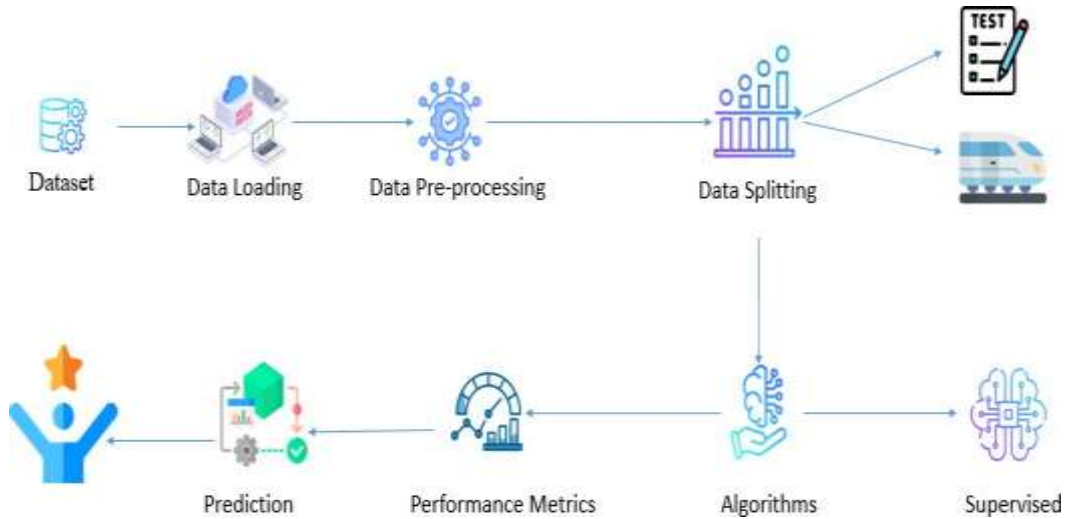 TEST
Dataset
Data Loading
Data Pre-processing
Data Splitting
Prediction
Performance Metrics
Algorithms
Supervised